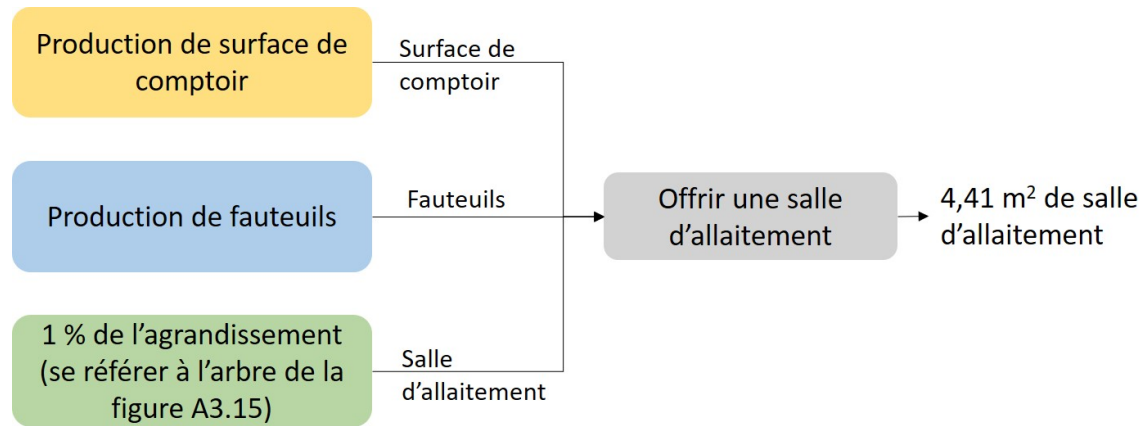 Production de surface de
comptoir
Surface de
comptoir
Production de fauteuils
Fauteuils
Offrir une salle
d’allaitement
4,41 m² de salle
d’allaitement
1 % de l’agrandissement
(se référer à l’arbre de la
figure A3.15)
Salle
d’allaitement